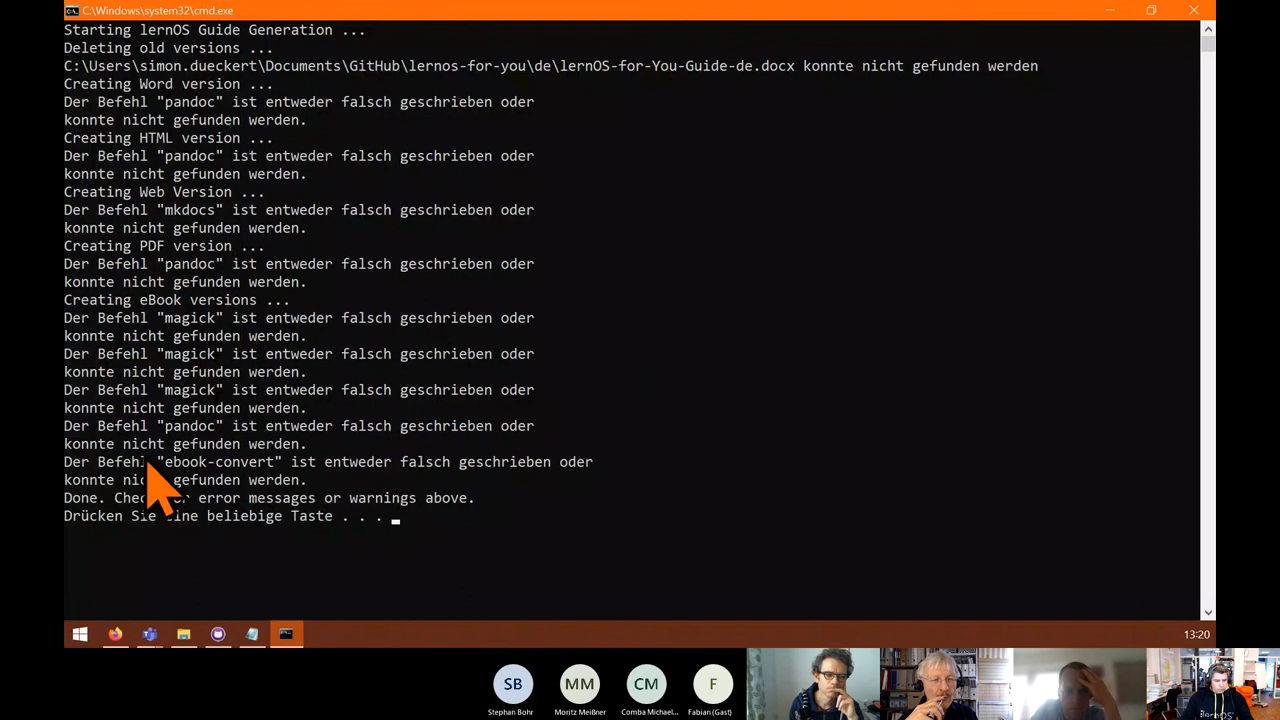 C:\Windows\system32\cmd.exe
Starting lernOS Guide Generation ...
Deleting old versions ...
C:\Users\simon.dueckert\Documents\GitHub\lernos-for-you\de\lernOS-for-You-Guide-de.docx konnte nicht gefunden werden
Creating Word version ...
Der Befehl "pandoc" ist entweder falsch geschrieben oder
konnte nicht gefunden werden.
Creating HTML version ...
Der Befehl "pandoc" ist entweder falsch geschrieben oder
konnte nicht gefunden werden.
Creating Web Version ...
Der Befehl "mkdocs" ist entweder falsch geschrieben oder
konnte nicht gefunden werden.
Creating PDF version ...
Der Befehl "pandoc" ist entweder falsch geschrieben oder
konnte nicht gefunden werden.
Creating eBook versions ...
Der Befehl "magick" ist entweder falsch geschrieben oder
konnte nicht gefunden werden.
Der Befehl "magick" ist entweder falsch geschrieben oder
konnte nicht gefunden werden.
Der Befehl "magick" ist entweder falsch geschrieben oder
konnte nicht gefunden werden.
Der Befehl "pandoc" ist entweder falsch geschrieben oder
konnte nicht gefunden werden.
Der Befehl "ebook-convert" ist entweder falsch geschrieben oder
konnte nicht gefunden werden.
Done. Check for error messages or warnings above.
Drücken Sie eine beliebige Taste . . .
13:20
SB
MM
CM
F
Stephan Bohr
Moritz Meißner
Comba Michael...
Fabian (Gast)
lernOS